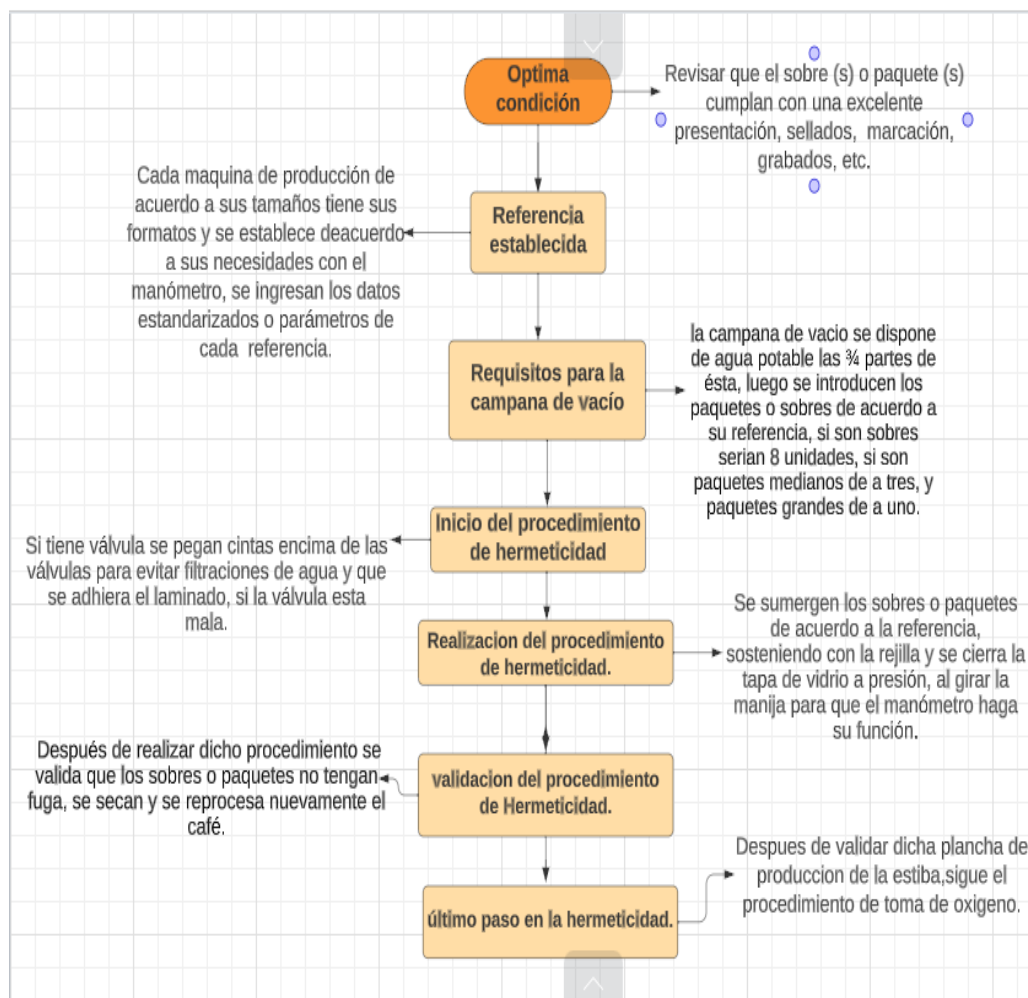 Optima
condición
Revisar que el sobre (s) o paquete (s)
cumplan con una excelente
presentación, sellados, marcación,
grabados, etc.
Cada maquina de producción de
acuerdo a sus tamaños tiene sus
formatos y se establece deacuerdo
a sus necesidades con el
manómetro, se ingresan los datos
estandarizados o parámetros de
cada referencia.
Referencia
establecida
Requisitos para la
campana de vacío
la campana de vacio se dispone
de agua potable las ¾ partes de
ésta, luego se introducen los
paquetes o sobres de acuerdo a
su referencia, si son sobres
serian 8 unidades, si son
paquetes medianos de a tres, y
paquetes grandes de a uno.
Inicio del procedimiento
de hermeticidad
Si tiene válvula se pegan cintas encima de las
válvulas para evitar filtraciones de agua y que
se adhiera el laminado, si la válvula esta
mala.
Realizacion del procedimiento
de hermeticidad.
Se sumergen los sobres o paquetes
de acuerdo a la referencia,
sosteniendo con la rejilla y se cierra la
tapa de vidrio a presión, al girar la
manija para que el manómetro haga
su función.
Después de realizar dicho procedimiento se
valida que los sobres o paquetes no tengan
fuga, se secan y se reprocesa nuevamente el
café.
validacion del procedimiento
de Hermeticidad.
Despues de validar dicha plancha de
produccion de la estiba,sigue el
procedimiento de toma de oxigeno.
último paso en la hermeticidad.